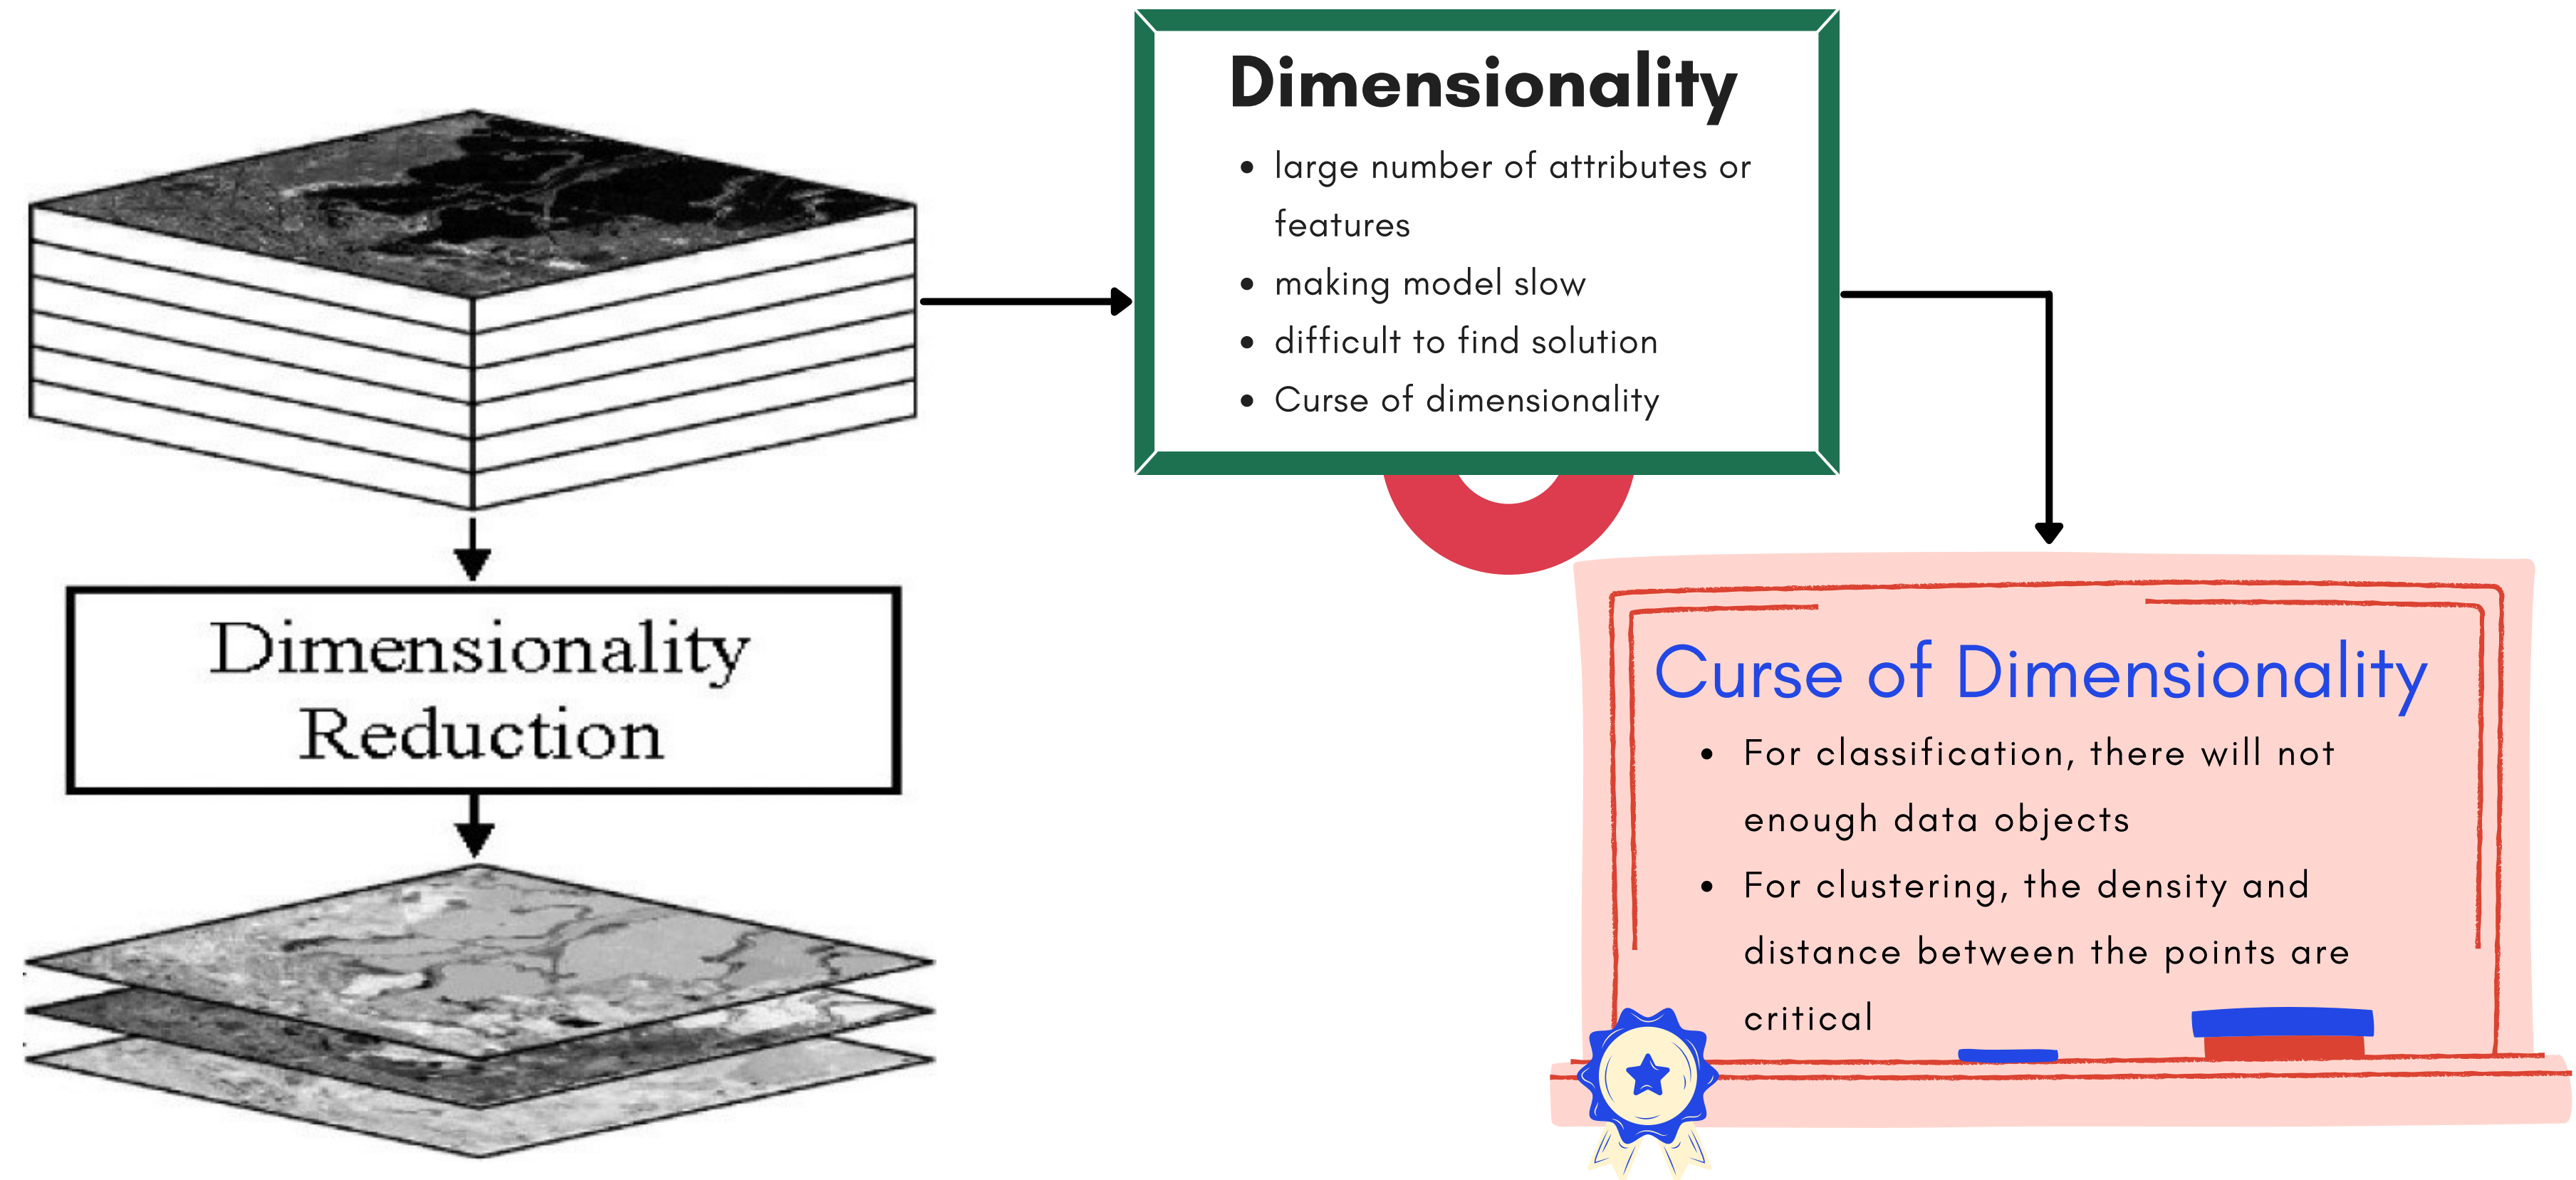 Dimensionality
• large number of attributes or
features
• making model slow
• difficult to find solution
• Curse of dimensionality
Dimensionality
Reduction
Curse of Dimensionality
• For classification, there will not
enough data objects
• For clustering, the density and
distance between the points are
critical